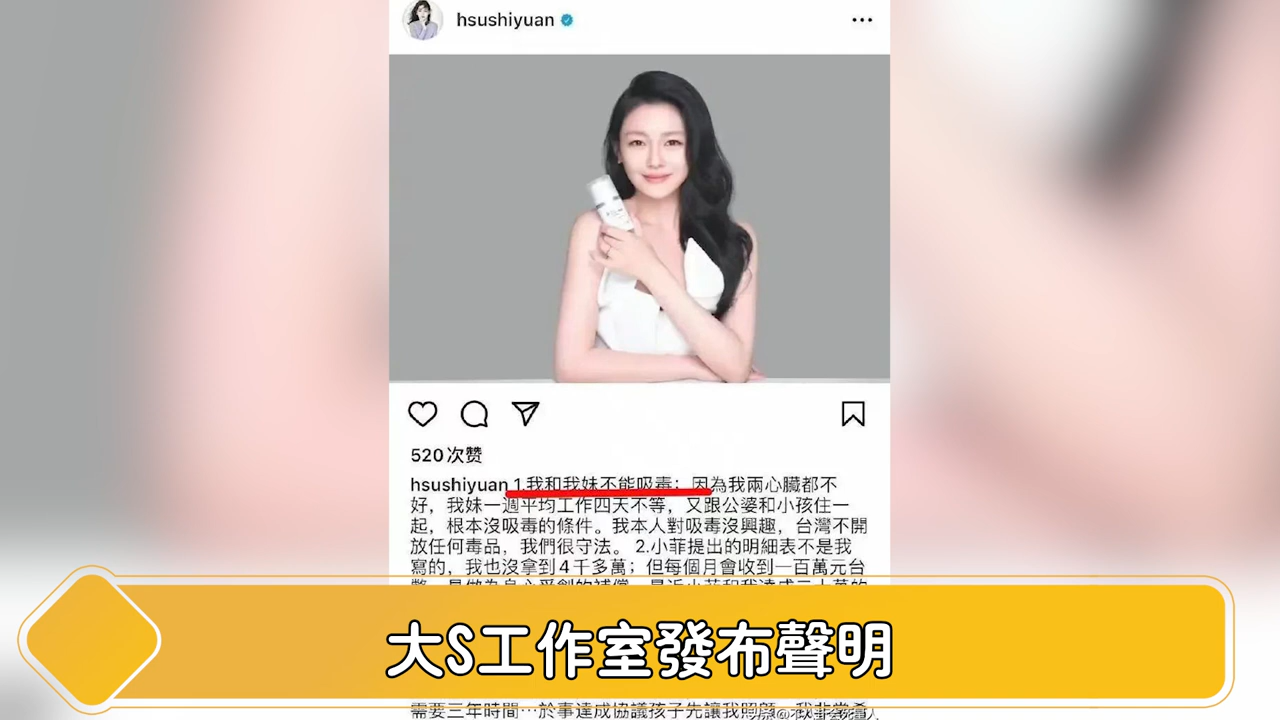 hsushiyuan
520次赞
hsushiyuan 1.我和我妹不能吸毒;因為我兩心臟都不
好,我妹一週平均工作四天不等,又跟公婆和小孩住一
起,根本沒吸毒的條件。我本人對吸毒沒興趣,台灣不開
放任何毒品,我們很守法。 2.小菲提出的明細表不是我
寫的,我也沒拿到4千多萬;但每個月會收到一百萬元台
大S工作室發布聲明
需要三年時間⋯於事達成協議孩子先讓我照顧